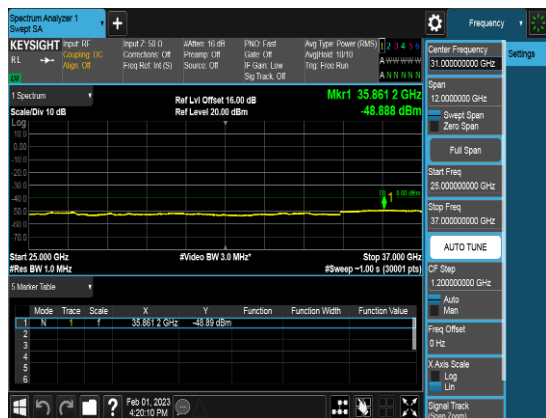 Spectrum Analyzer 1
Swept SA
+
Frequency
KEYSIGHT
RL
Input: RF
Coupling: DC
Align: Off
Input Z: 50 Ω
Corrections: Off
Freq Ref: Int (S)
#Atten: 16 dB
Preamp: Off
Source: Off
PNO: Fast
Gate: Off
IF Gain: Low
Sig Track: Off
Avg Type: Power (RMS)
Avg|Hold: 10/10
Trig: Free Run
1 2 3 4 5 6
A W W W W W
A N N N N N
1 Spectrum
Scale/Div 10 dB
Log
Ref Lvl Offset 16.00 dB
Ref Level 20.00 dBm
Mkr1 35.861 2 GHz
-48.888 dBm
10.0
0.00
-10.0
-20.0
-30.0
-40.0
-50.0
-60.0
-70.0
1
Start 25.000 GHz
#Res BW 1.0 MHz
#Video BW 3.0 MHz*
Stop 37.000 GHz
#Sweep ~1.00 s (30001 pts)
5 Marker Table
Mode Trace Scale X Y Function Function Width Function Value
1 N 1 f 35.861 2 GHz -48.89 dBm
2
3
4
5
6
Center Frequency
31.000000000 GHz
Settings
Span
12.0000000 GHz
Swept Span
Zero Span
Full Span
Start Freq
25.000000000 GHz
Stop Freq
37.000000000 GHz
AUTO TUNE
CF Step
1.200000000 GHz
Auto
Man
Freq Offset
0 Hz
X Axis Scale
Log
Lin
Signal Track
(Span Zoom)
?
Feb 01, 2023
4:20:10 PM